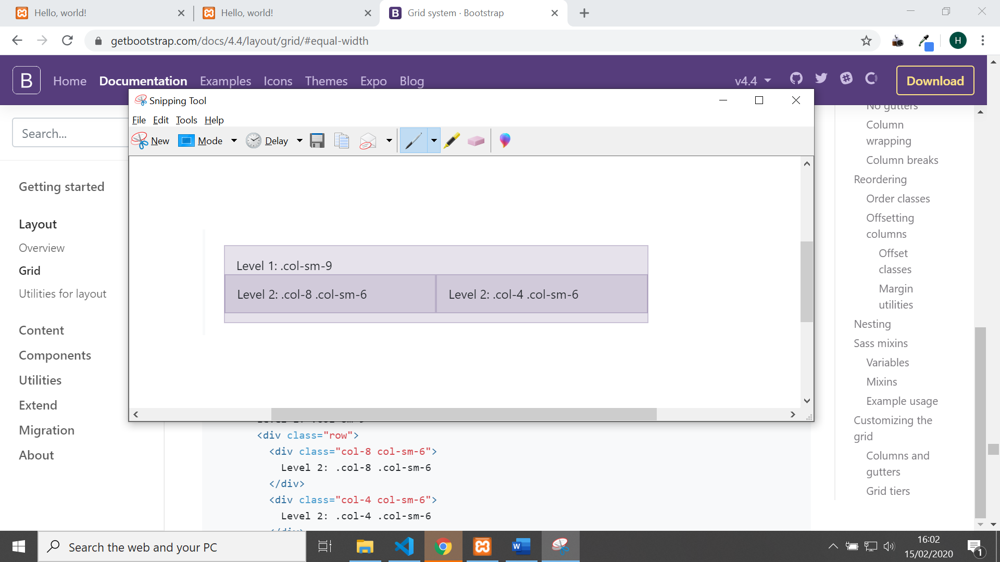 Hello, world!
Hello, world!
Grid system · Bootstrap
getbootstrap.com/docs/4.4/layout/grid/#equal-width
H
B
Home
Documentation
Examples
Icons
Themes
Expo
Blog
v4.4
Download
Snipping Tool
File Edit Tools Help
New
Mode
Delay
Search...
Getting started
Layout
Overview
Grid
Utilities for layout
Content
Components
Utilities
Extend
Migration
About
Level 1: .col-sm-9
Level 2: .col-8 .col-sm-6
Level 2: .col-4 .col-sm-6
<div class="row">
<div class="col-8 col-sm-6">
Level 2: .col-8 .col-sm-6
</div>
<div class="col-4 col-sm-6">
Level 2: .col-4 .col-sm-6
No gutters
Column
wrapping
Column breaks
Reordering
Order classes
Offsetting
columns
Offset
classes
Margin
utilities
Nesting
Sass mixins
Variables
Mixins
Example usage
Customizing the
grid
Columns and
gutters
Grid tiers
Search the web and your PC
W
16:02
15/02/2020
1